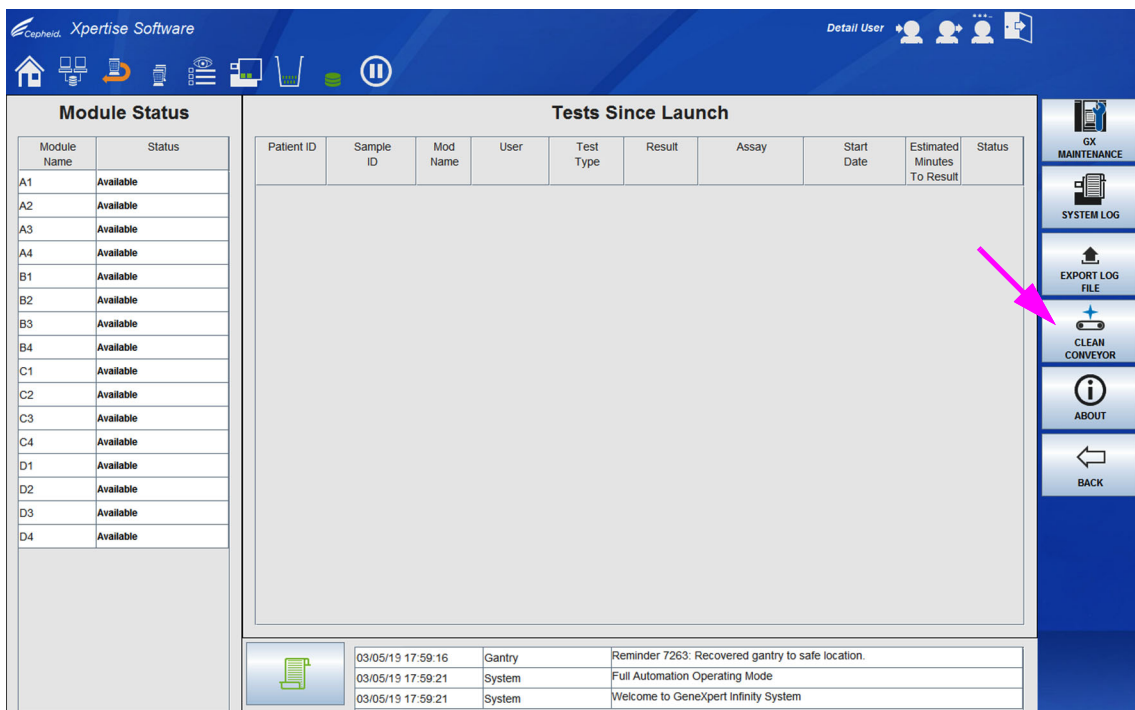 Cepheid. Xpertise Software
Detail User
Module Status
Module Name
Status
A1 Available
A2 Available
A3 Available
A4 Available
B1 Available
B2 Available
B3 Available
B4 Available
C1 Available
C2 Available
C3 Available
C4 Available
D1 Available
D2 Available
D3 Available
D4 Available
Tests Since Launch
Patient ID
Sample ID
Mod Name
User
Test Type
Result
Assay
Start Date
Estimated Minutes To Result
Status
03/05/19 17:59:16 Gantry Reminder 7263: Recovered gantry to safe location.
03/05/19 17:59:21 System Full Automation Operating Mode
03/05/19 17:59:21 System Welcome to GeneXpert Infinity System
GX
MAINTENANCE
SYSTEM LOG
EXPORT LOG
FILE
CLEAN
CONVEYOR
ABOUT
BACK